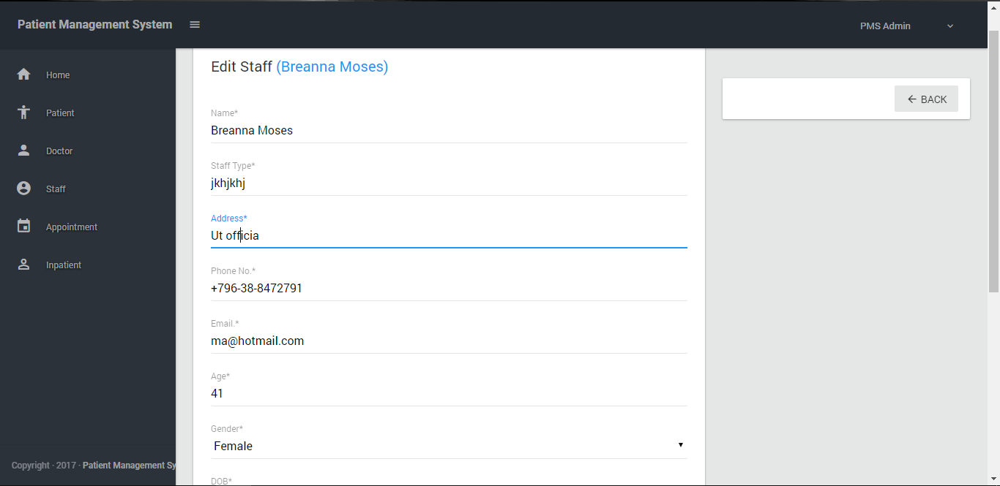 Patient Management System
PMS Admin
Home
Patient
Doctor
Staff
Appointment
Inpatient
Copyright · 2017 · Patient Management Sy
Edit Staff (Breanna Moses)
Name*
Breanna Moses
Staff Type*
jkhjkhj
Address*
Ut officia
Phone No.*
+796-38-8472791
Email.*
ma@hotmail.com
Age*
41
Gender*
Female
DOB*
BACK